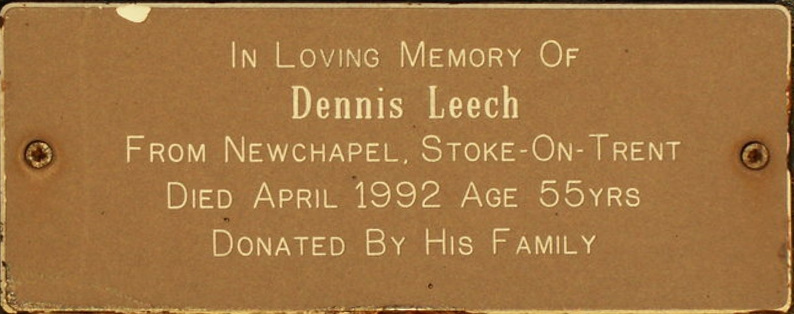 In Loving Memory Of
Dennis Leech
From Newchapel, Stoke-On-Trent
Died April 1992 Age 55yrs
Donated By His Family